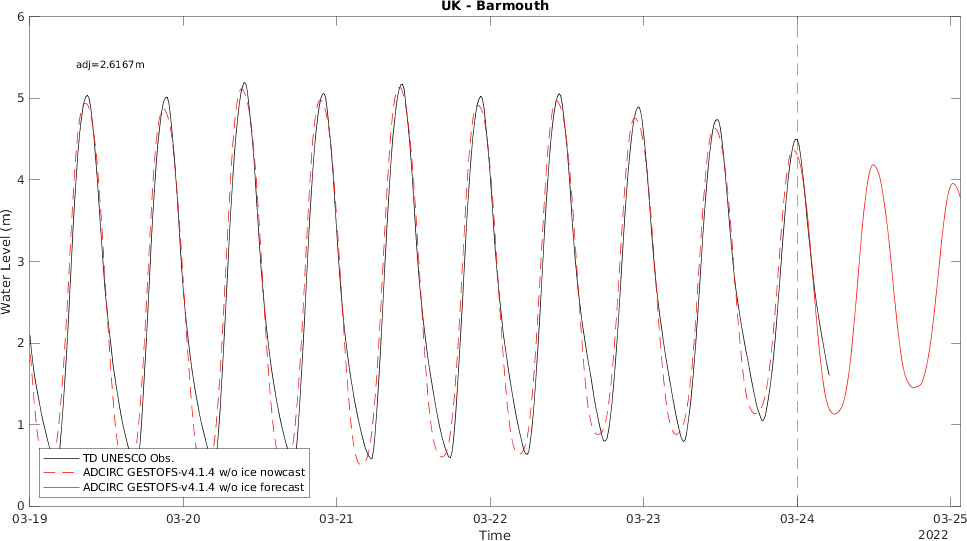 UK - Barmouth
adj=2.6167m
6
5
4
3
2
1
0
Water Level (m)
TD UNESCO Obs.
ADCIRC GESTOFS-v4.1.4 w/o ice nowcast
ADCIRC GESTOFS-v4.1.4 w/o ice forecast
03-19 03-20 03-21 03-22 03-23 03-24 03-25
Time
2022